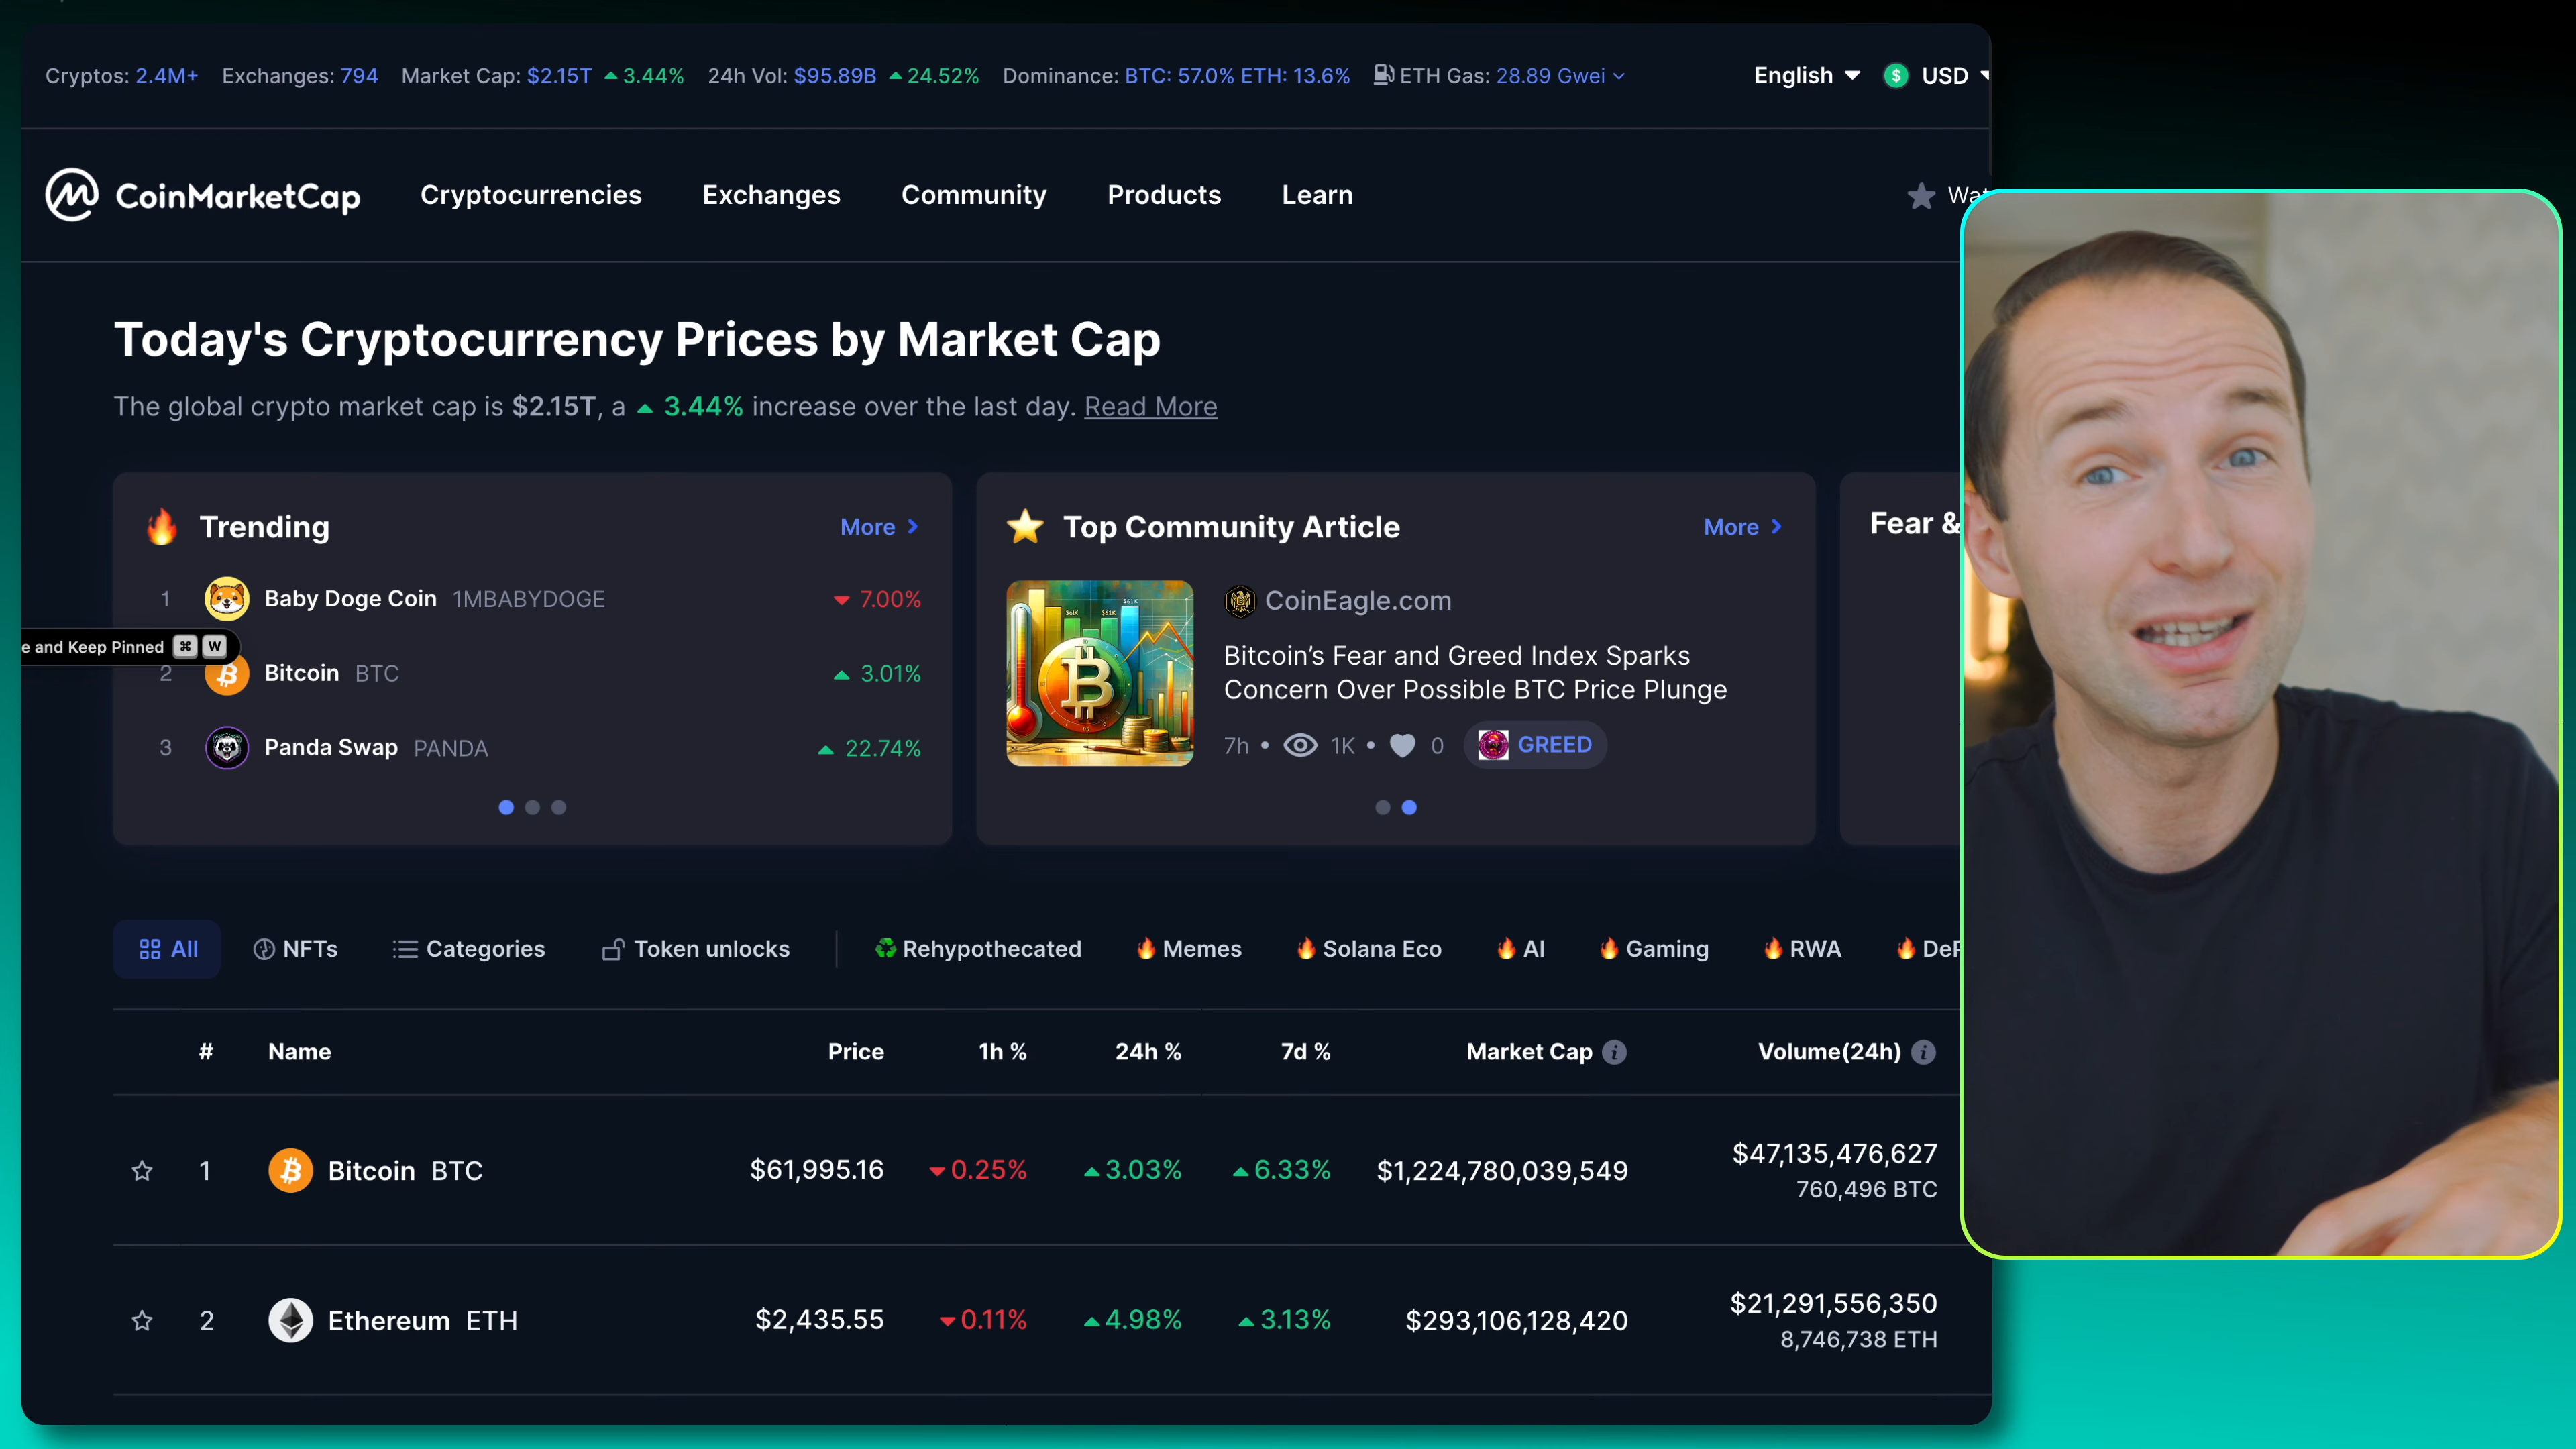 Cryptos: 2.4M+ Exchanges: 794 Market Cap: $2.15T 3.44% 24h Vol: $95.89B 24.52% Dominance: BTC: 57.0% ETH: 13.6% ETH Gas: 28.89 Gwei English $ USD
CoinMarketCap Cryptocurrencies Exchanges Community Products Learn
Today's Cryptocurrency Prices by Market Cap
The global crypto market cap is $2.15T, a 3.44% increase over the last day. Read More
Trending More
1 Baby Doge Coin 1MBABYDOGE 7.00%
and Keep Pinned ⌘ W
2 Bitcoin BTC 3.01%
3 Panda Swap PANDA 22.74%
Top Community Article More
CoinEagle.com
Bitcoin’s Fear and Greed Index Sparks
Concern Over Possible BTC Price Plunge
7h • 1K • 0 GREED
Fear &
All NFTs Categories Token unlocks Rehypothecated Memes Solana Eco AI Gaming RWA
# Name Price 1h % 24h % 7d % Market Cap Volume(24h)
1 Bitcoin BTC $61,995.16 0.25% 3.03% 6.33% $1,224,780,039,549 $47,135,476,627
760,496 BTC
2 Ethereum ETH $2,435.55 0.11% 4.98% 3.13% $293,106,128,420 $21,291,556,350
8,746,738 ETH